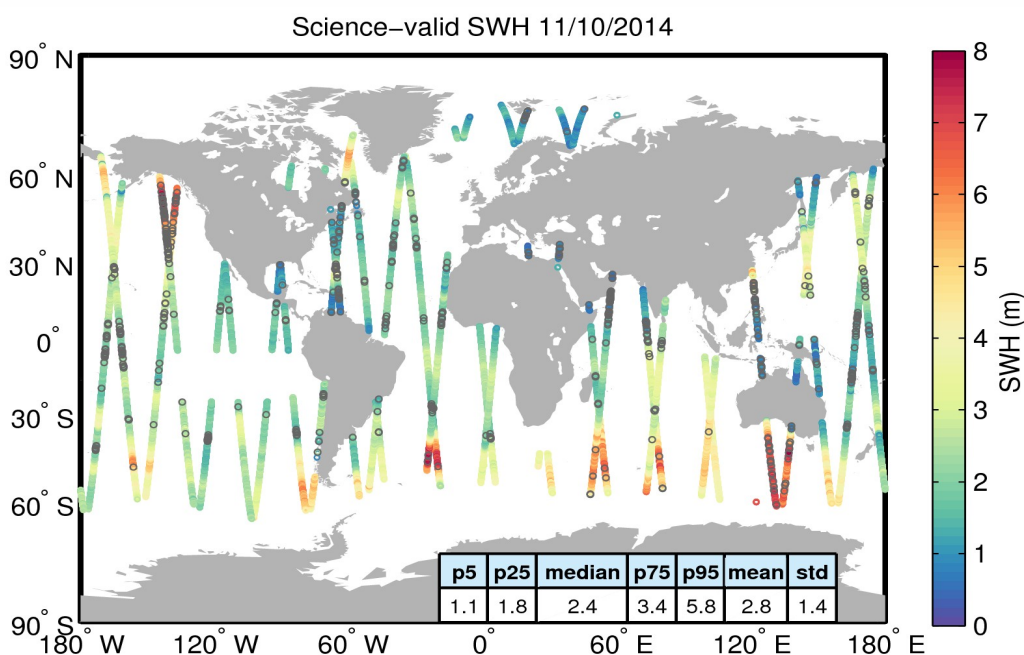 Science−valid SWH 11/10/2014
90° N
60° N
30° N
0°
30° S
60° S
90° S
180° W
120° W
60° W
0°
60° E
120° E
180° E
p5 p25 median p75 p95 mean std
1.1 1.8 2.4 3.4 5.8 2.8 1.4
8
7
6
5
4
3
2
1
0
SWH (m)